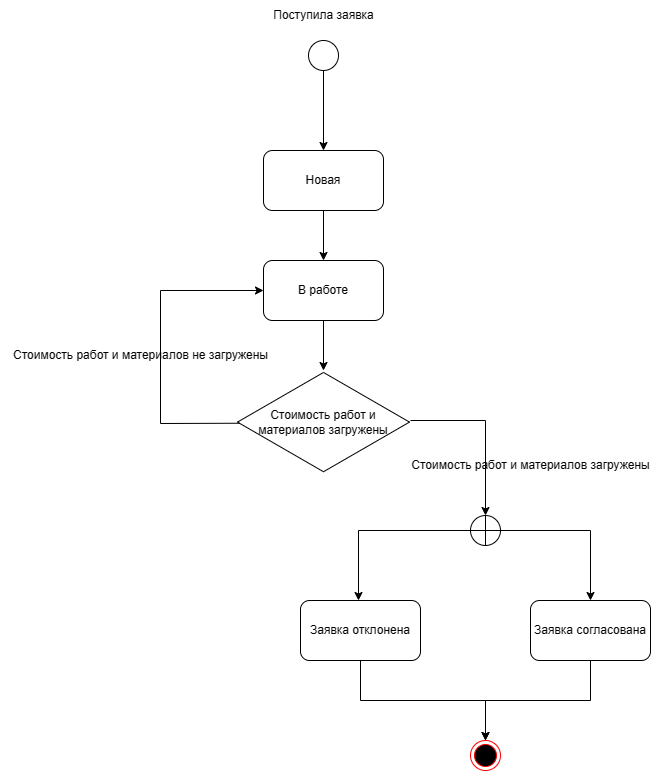 Поступила заявка
Новая
В работе
Стоимость работ и материалов не загружены
Стоимость работ и
материалов загружены
Стоимость работ и материалов загружены
Заявка отклонена
Заявка согласована